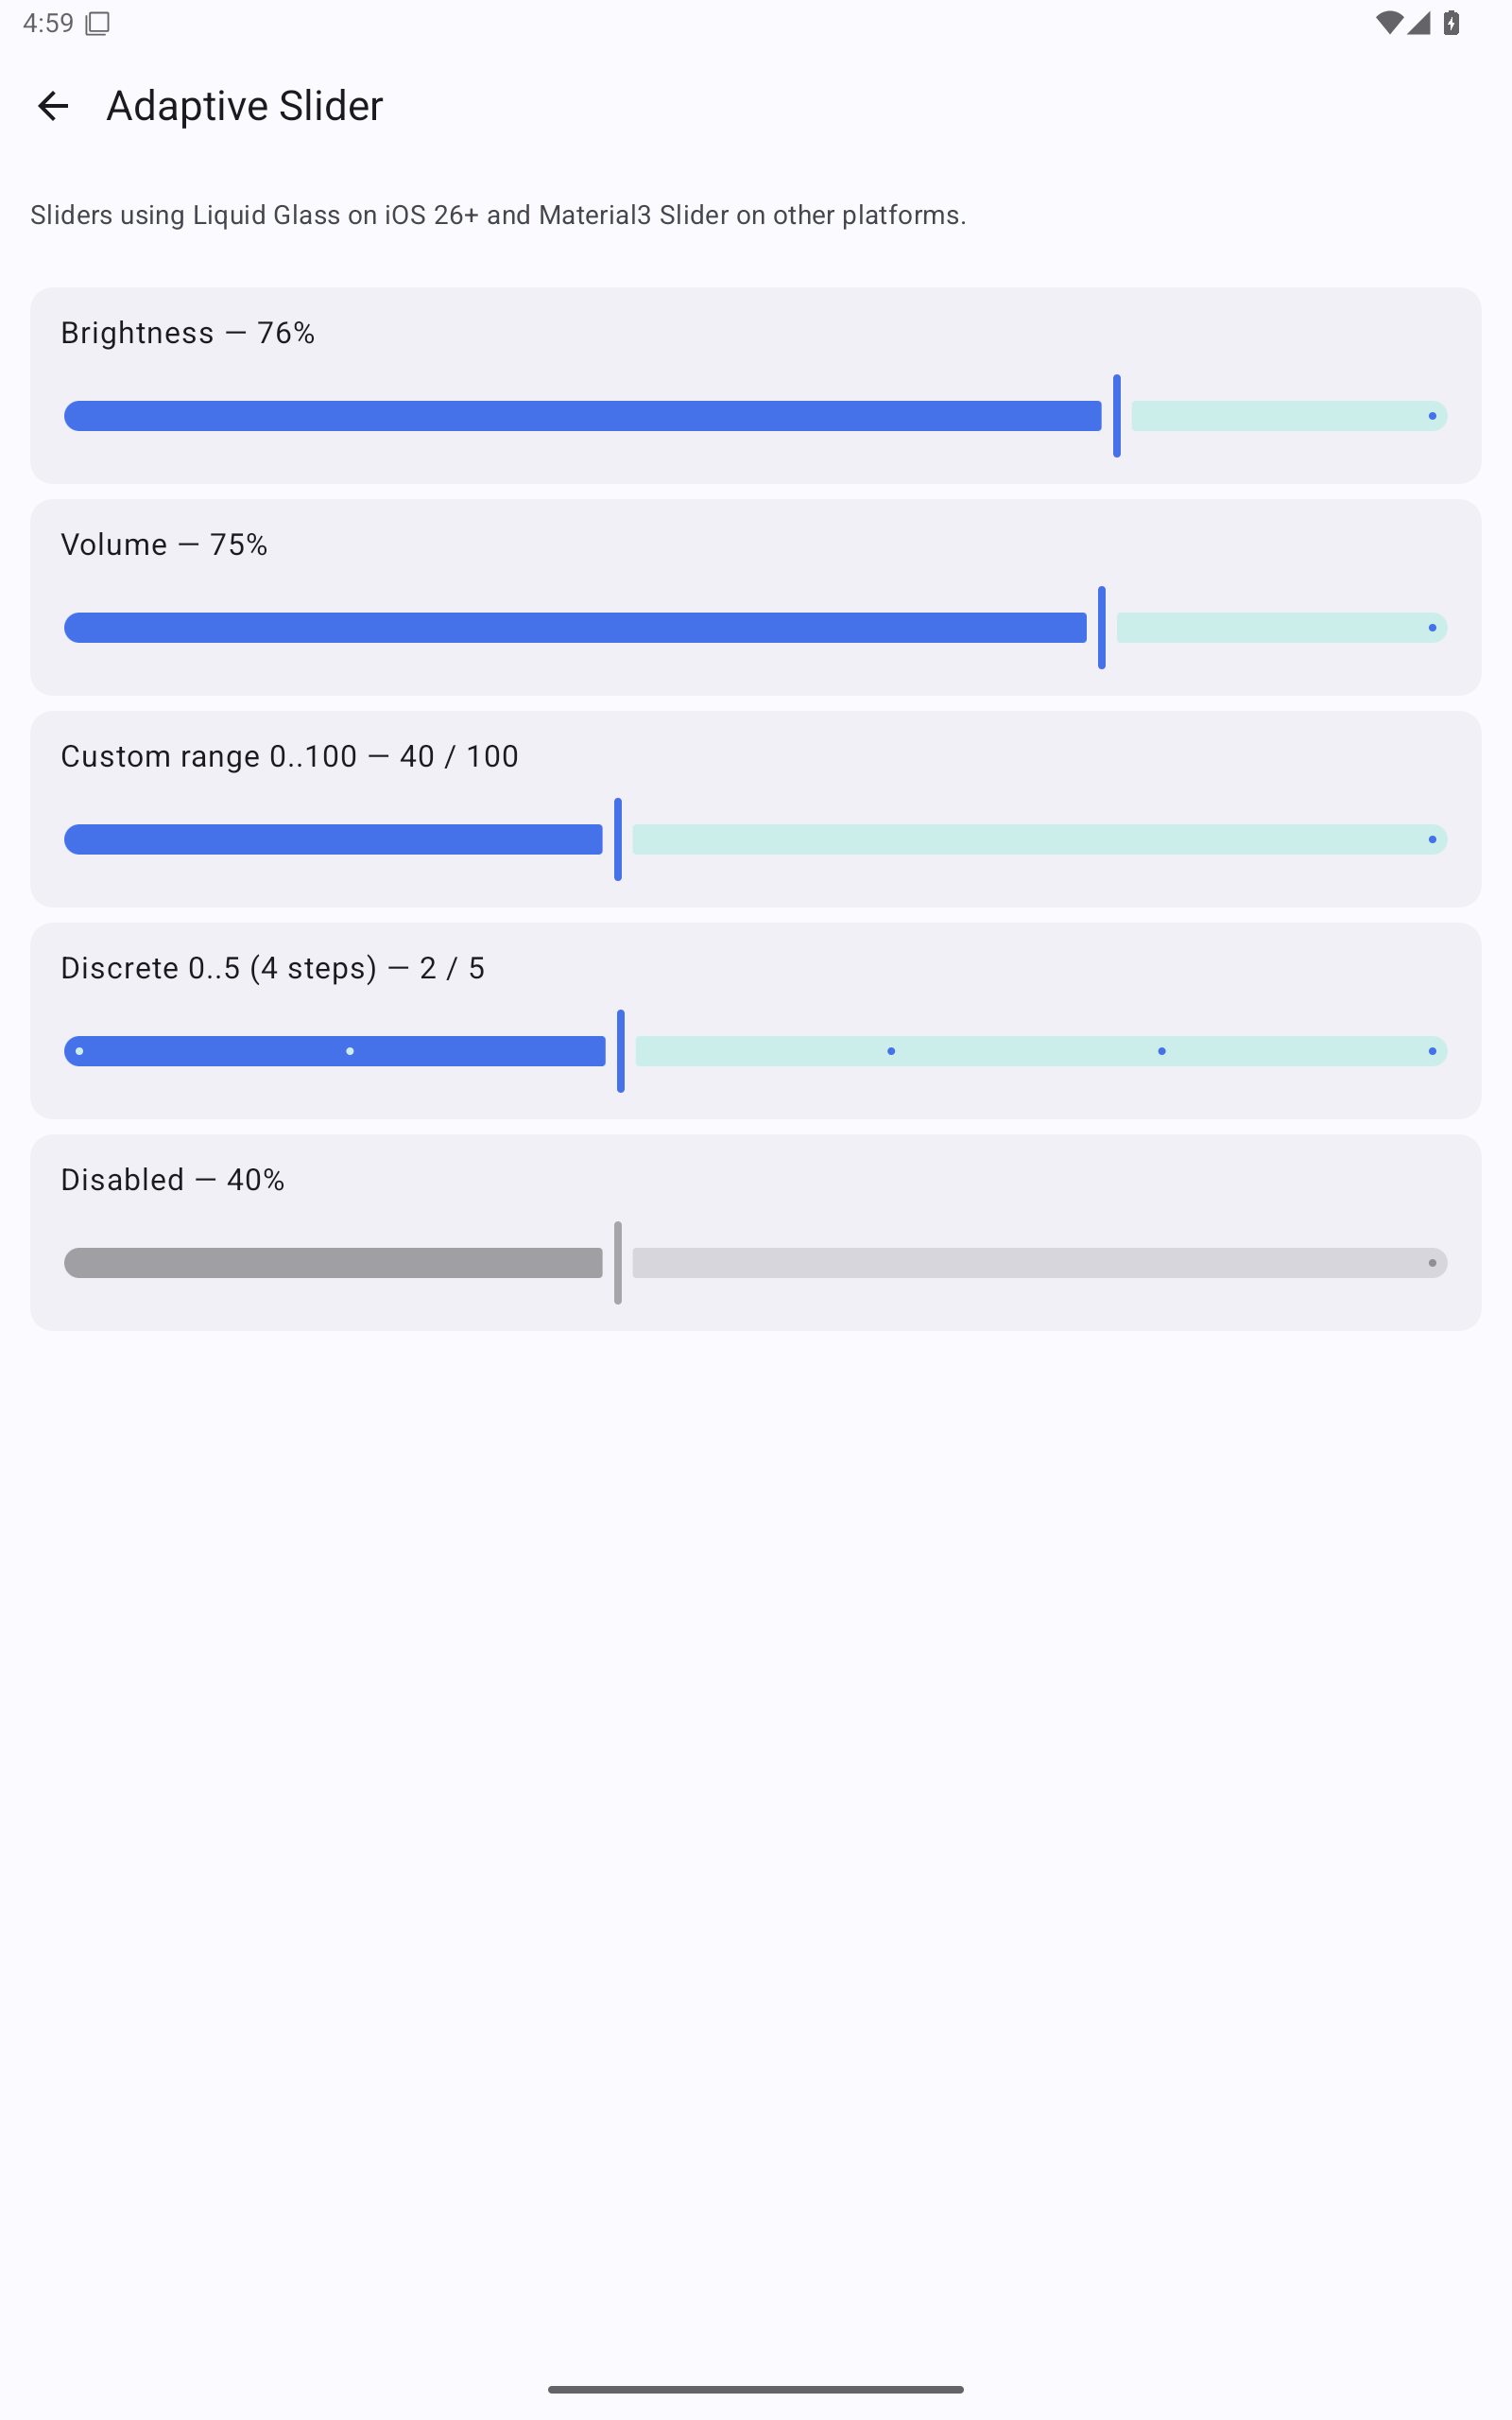 4:59
Adaptive Slider
Sliders using Liquid Glass on iOS 26+ and Material3 Slider on other platforms.
Brightness — 76%
Volume — 75%
Custom range 0..100 — 40 / 100
Discrete 0..5 (4 steps) — 2 / 5
Disabled — 40%